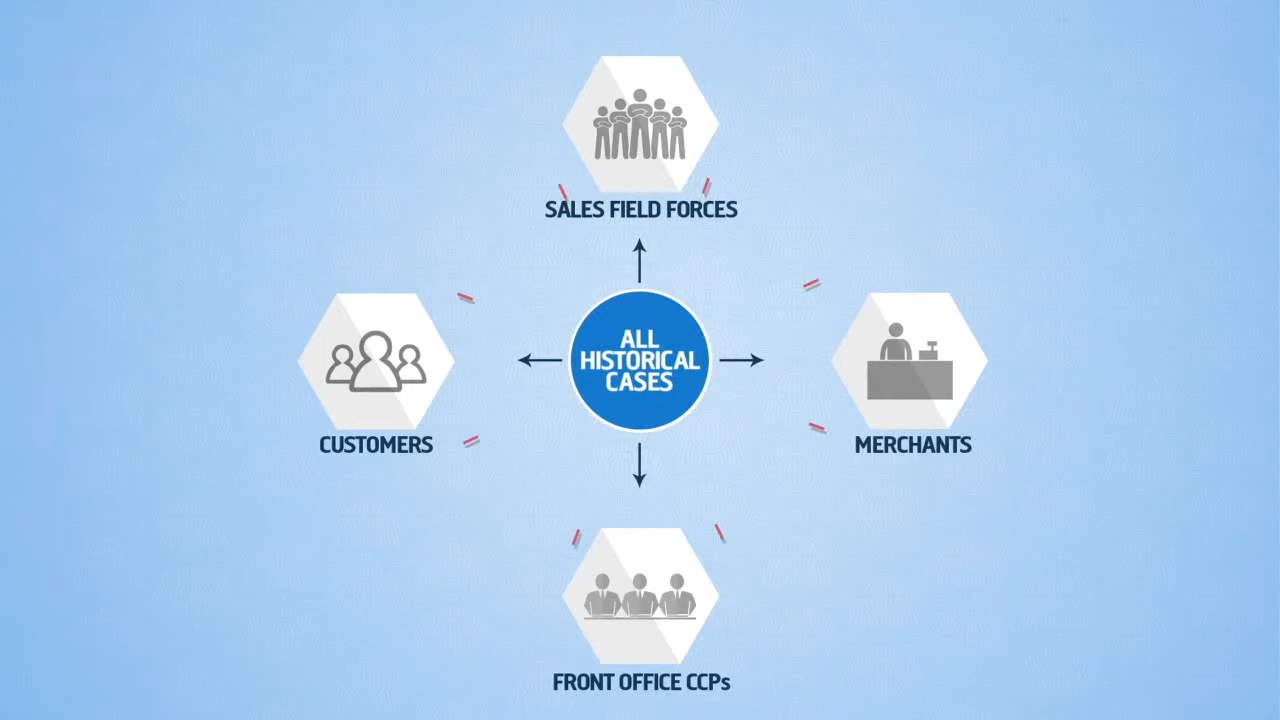 SALES FIELD FORCES
ALL
HISTORICAL
CASES
CUSTOMERS
MERCHANTS
FRONT OFFICE CCPs